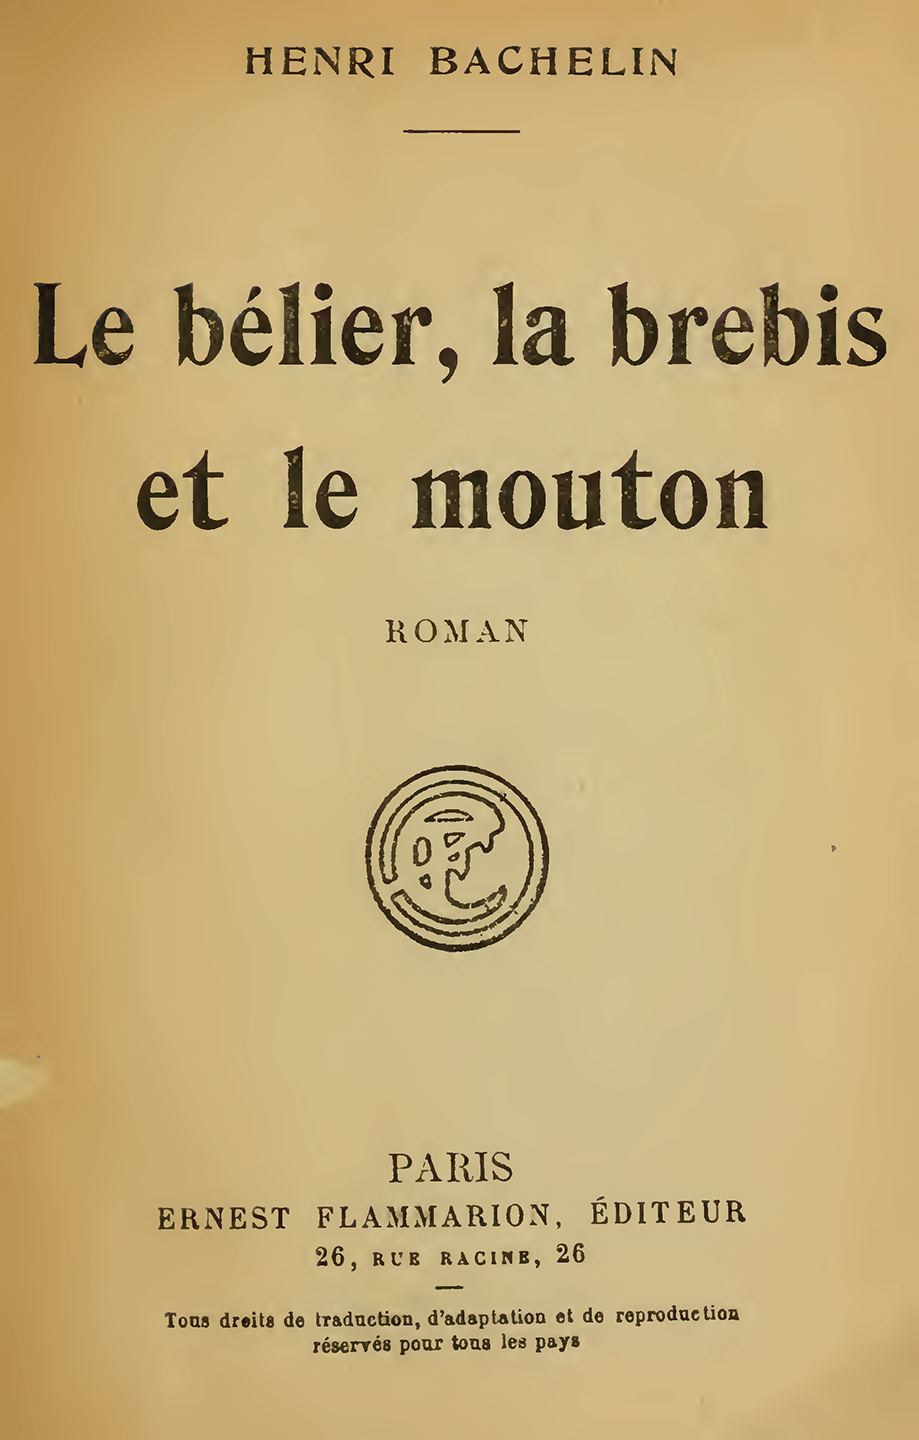 HENRI BACHELIN
Le bélier, la brebis
et le mouton
ROMAN
PARIS
ERNEST FLAMMARION, ÉDITEUR
26, RUE RACINE, 26
Tous droits de traduction, d'adaptation et de reproduction
réservés pour tous les pays